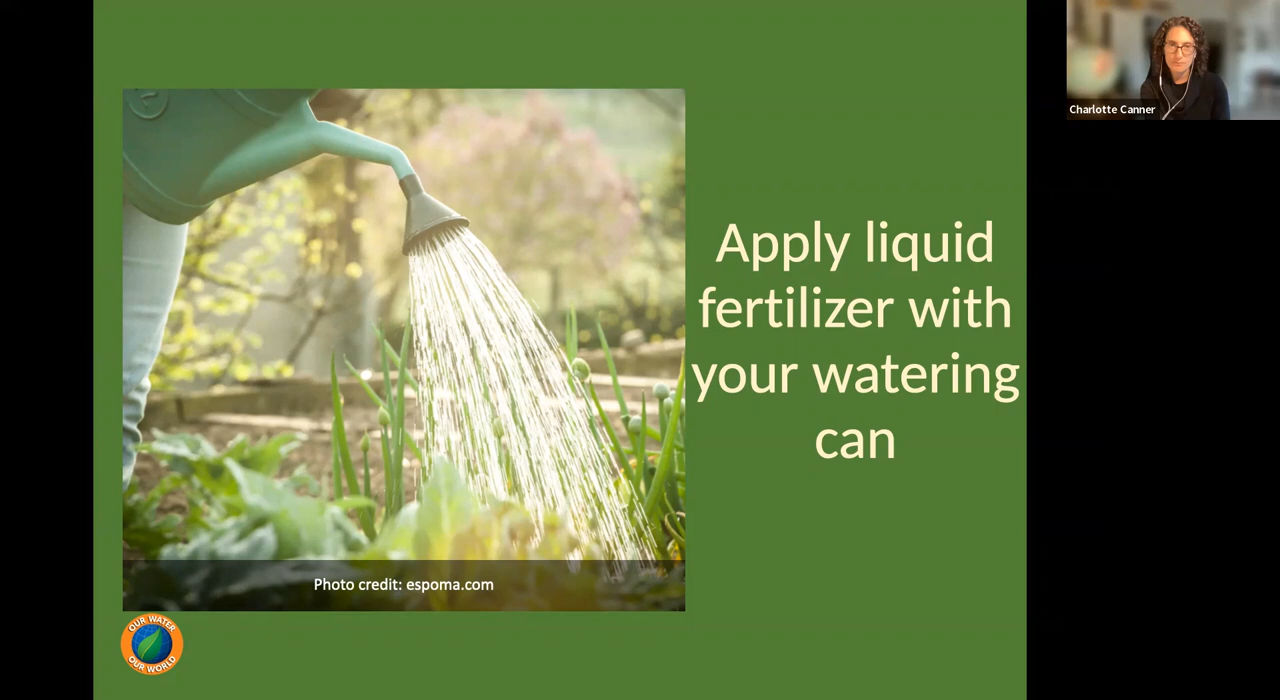 Charlotte Canner
Apply liquid
fertilizer with
your watering
can
Photo credit: espoma.com
OUR WATER
OUR WORLD